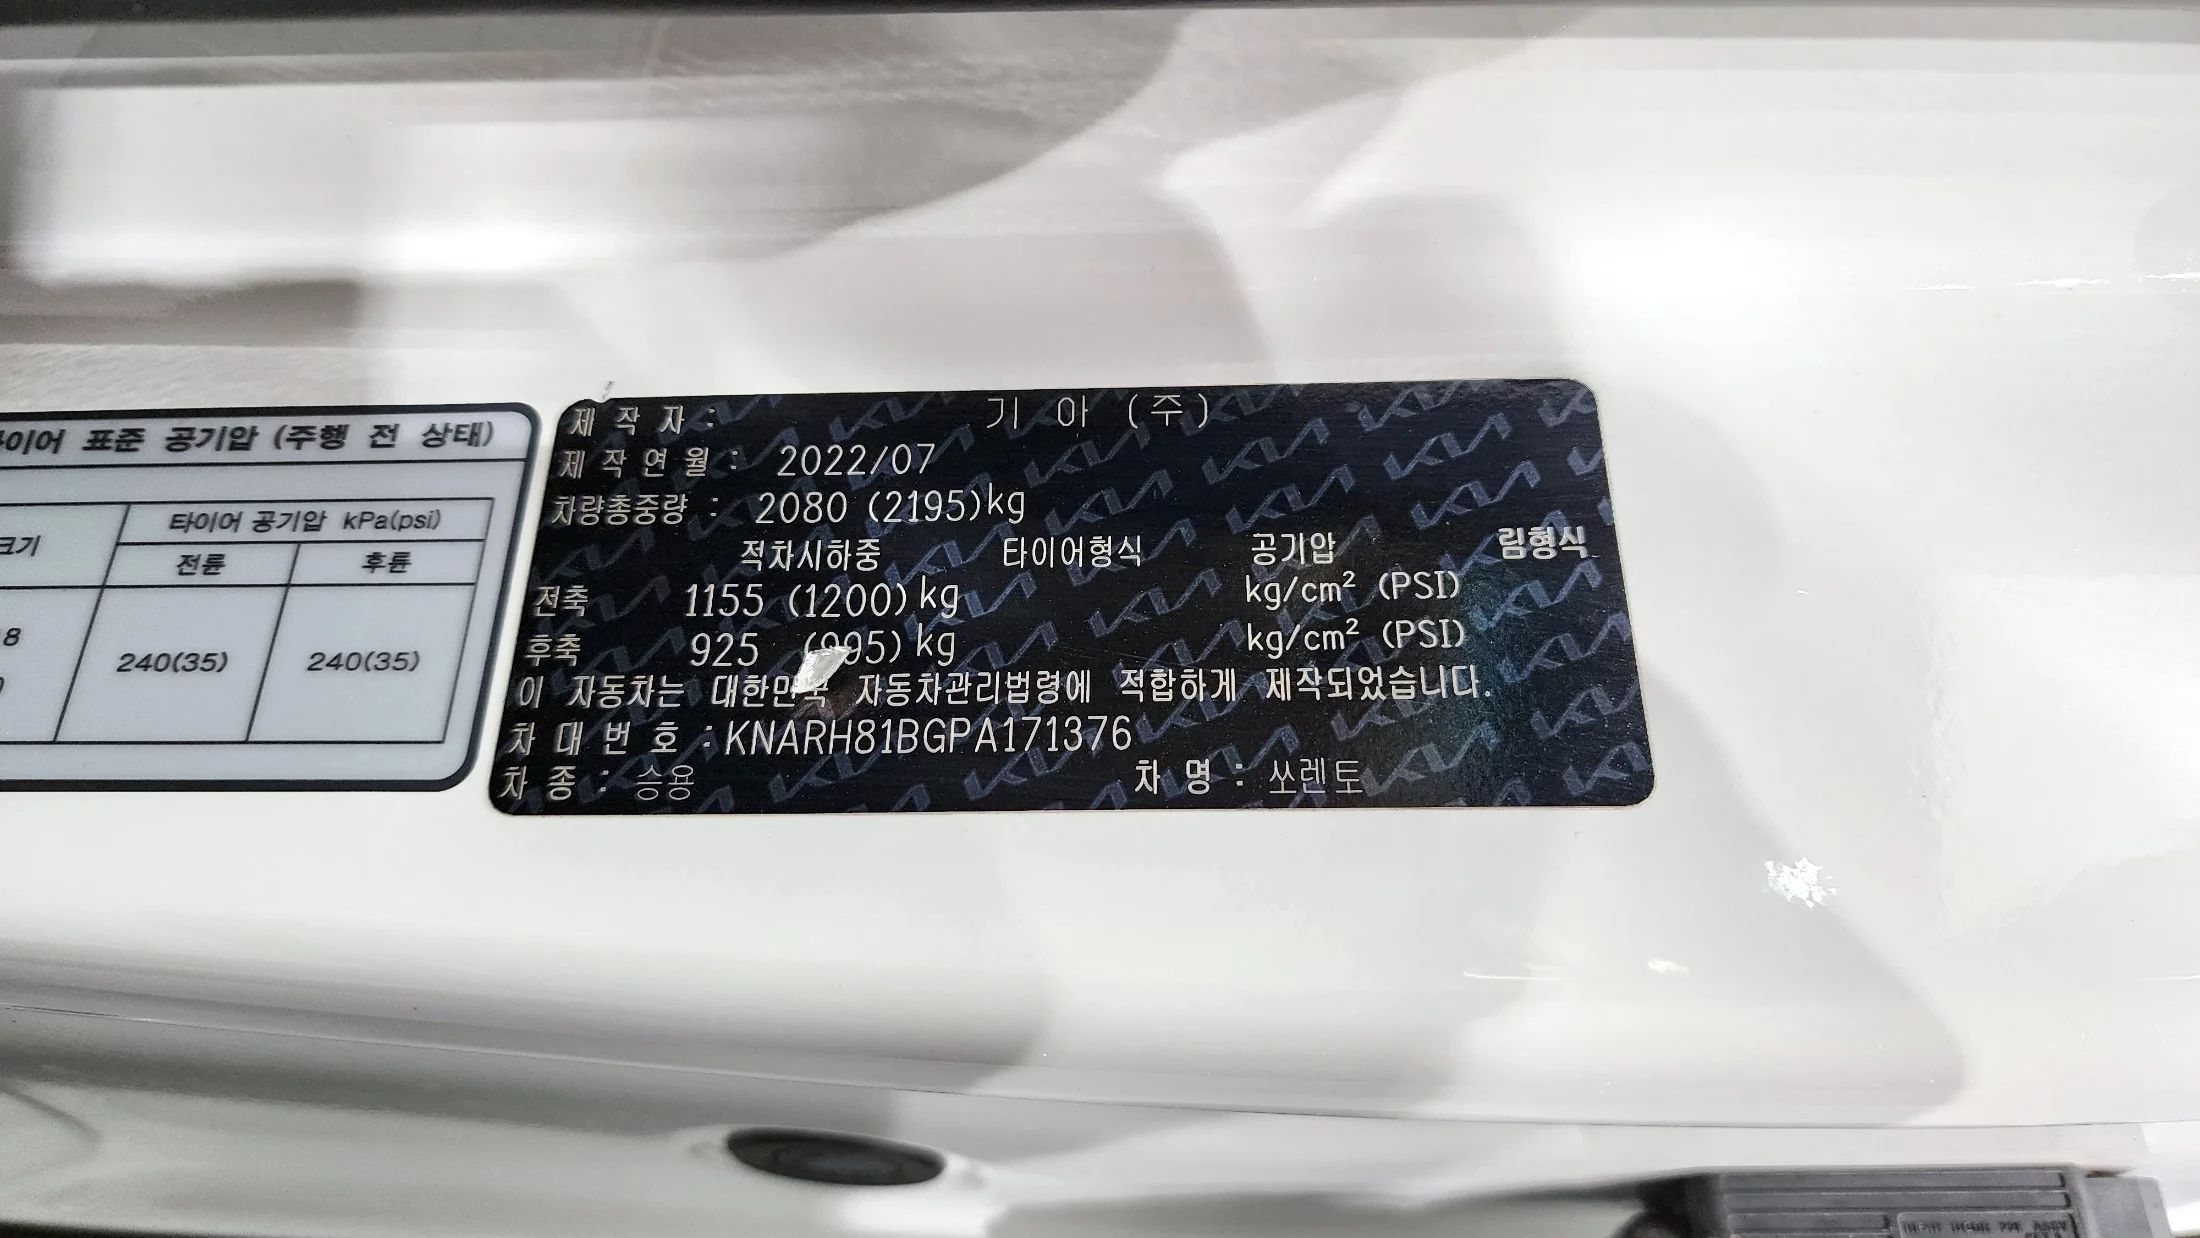 타이어 표준 공기압 (주행 전 상태)
크기
타이어 공기압 kPa(psi)
전륜 후륜
8
240(35) 240(35)
제 작 자 : 기 아 (주)
제 작 연 월 : 2022/07
차량총중량 : 2080 (2195)kg
적차시하중 타이어형식 공기압 림형식
전축 1155 (1200)kg kg/cm² (PSI)
후축 925 (995)kg kg/cm² (PSI)
이 자동차는 대한민국 자동차관리법령에 적합하게 제작되었습니다.
차 대 번 호 : KNARH81BGPA171376
차 종 : 승용 차 명 : 쏘렌토